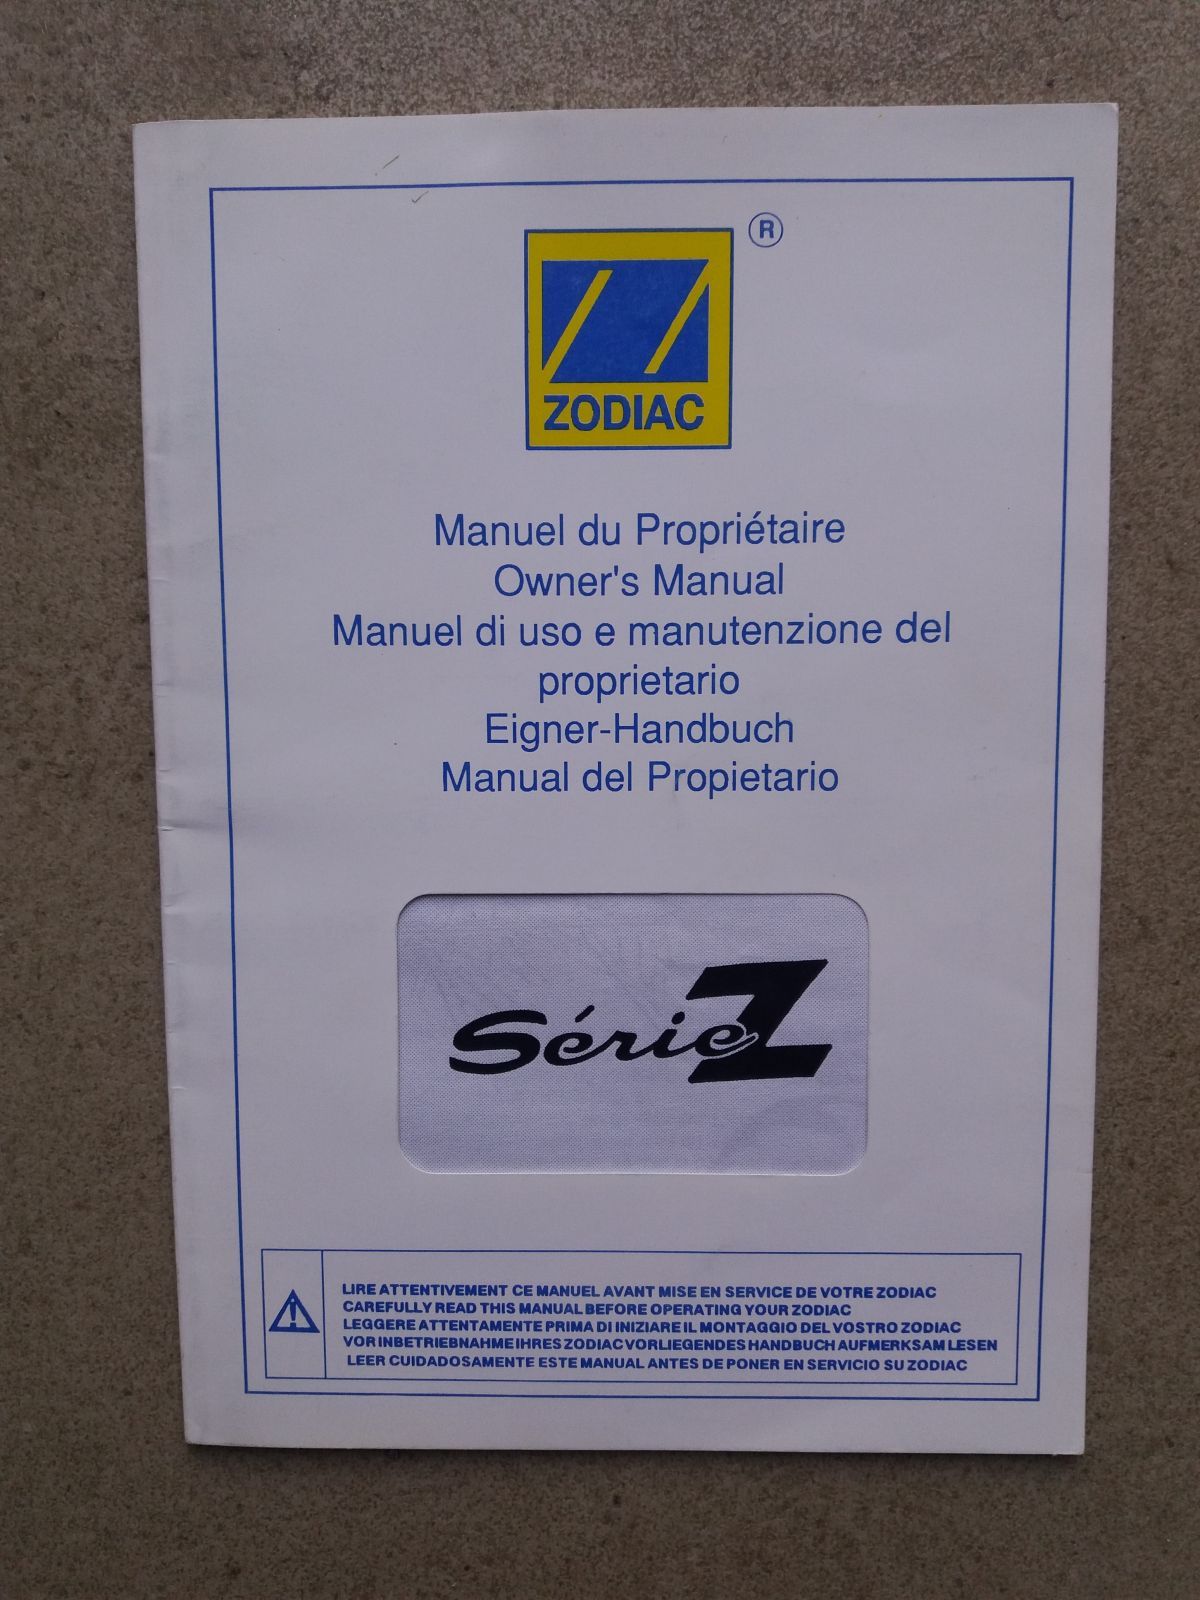 ®
ZODIAC
Manuel du Propriétaire
Owner's Manual
Manuel di uso e manutenzione del
proprietario
Eigner-Handbuch
Manual del Propietario
Série Z
LIRE ATTENTIVEMENT CE MANUEL AVANT MISE EN SERVICE DE VOTRE ZODIAC
CAREFULLY READ THIS MANUAL BEFORE OPERATING YOUR ZODIAC
LEGGERE ATTENTAMENTE PRIMA DI INIZIARE IL MONTAGGIO DEL VOSTRO ZODIAC
VOR INBETRIEBNAHME IHRES ZODIAC VORLIEGENDES HANDBUCH AUFMERKSAM LESEN
LEER CUIDADOSAMENTE ESTE MANUAL ANTES DE PONER EN SERVICIO SU ZODIAC